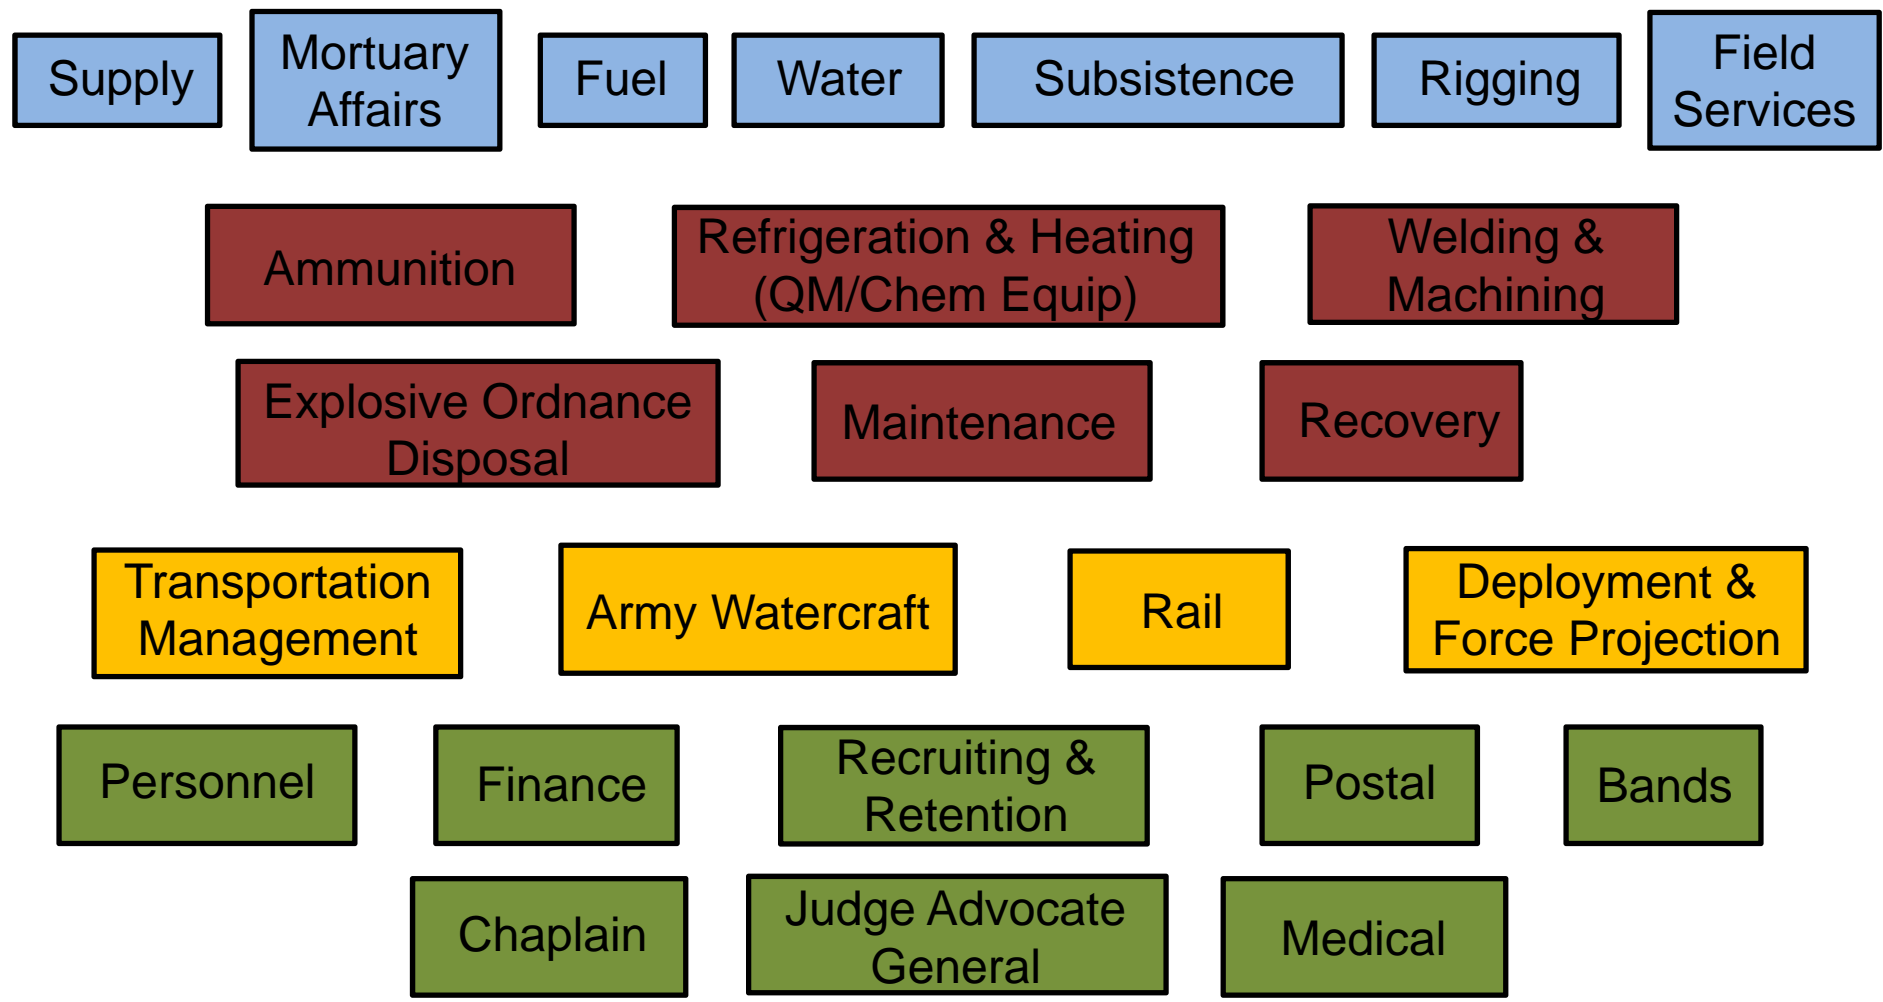 Supply
Mortuary
Affairs
Fuel
Water
Subsistence
Rigging
Field
Services
Ammunition
Refrigeration & Heating
(QM/Chem Equip)
Welding &
Machining
Explosive Ordnance
Disposal
Maintenance
Recovery
Transportation
Management
Army Watercraft
Rail
Deployment &
Force Projection
Personnel
Finance
Recruiting &
Retention
Postal
Bands
Chaplain
Judge Advocate
General
Medical